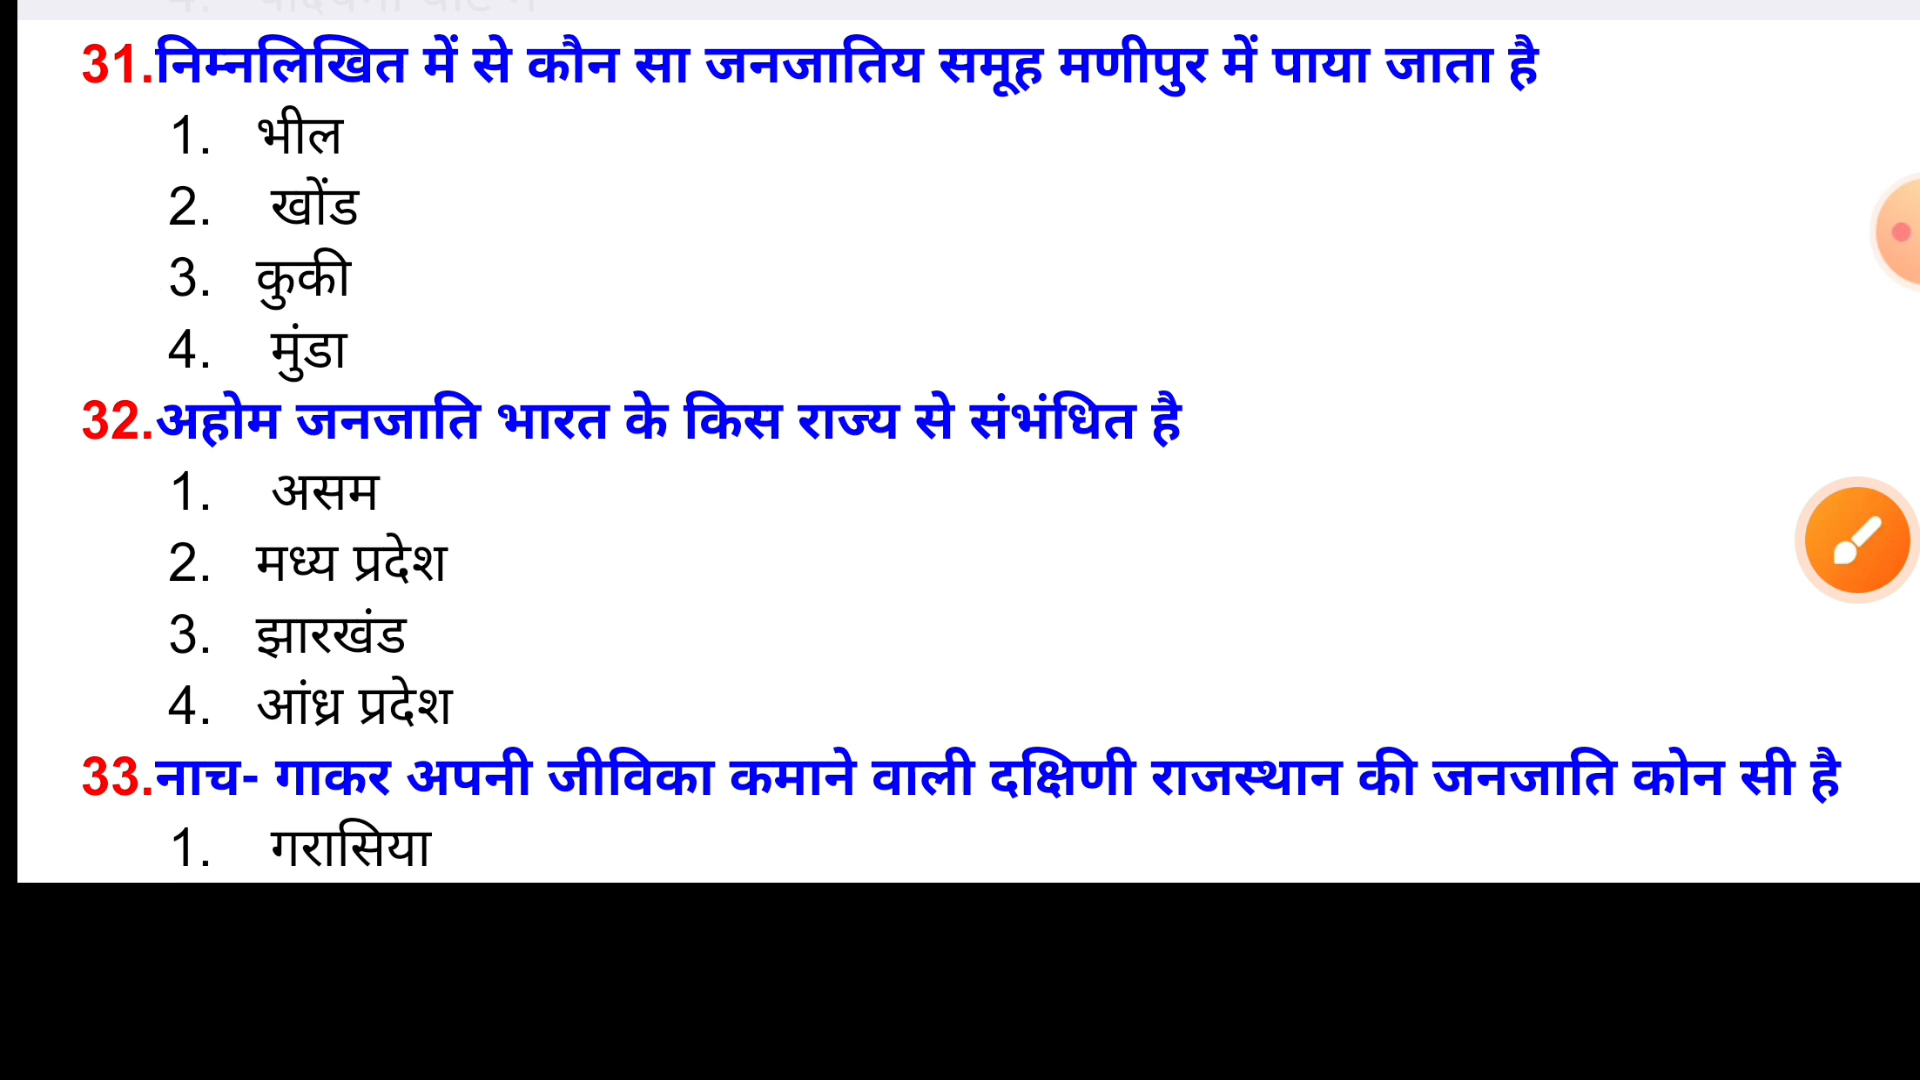 31.निम्नलिखित में से कौन सा जनजातिय समूह मणीपुर में पाया जाता है
1. भील
2. खोंड
3. कुकी
4. मुंडा
32.अहोम जनजाति भारत के किस राज्य से संभंधित है
1. असम
2. मध्य प्रदेश
3. झारखंड
4. आंध्र प्रदेश
33.नाच- गाकर अपनी जीविका कमाने वाली दक्षिणी राजस्थान की जनजाति कोन सी है
1. गरासिया